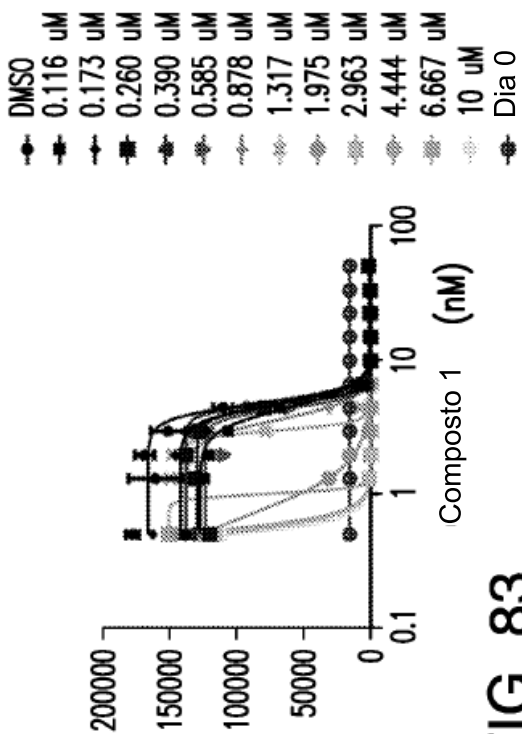 DMSO
0.116 uM
0.173 uM
0.260 uM
0.390 uM
0.585 uM
0.878 uM
1.317 uM
1.975 uM
2.963 uM
4.444 uM
6.667 uM
10 uM
Dia 0
200000
150000
100000
50000
0
0.1
1
10
100
Composto 1 (nM)
FIG. 83